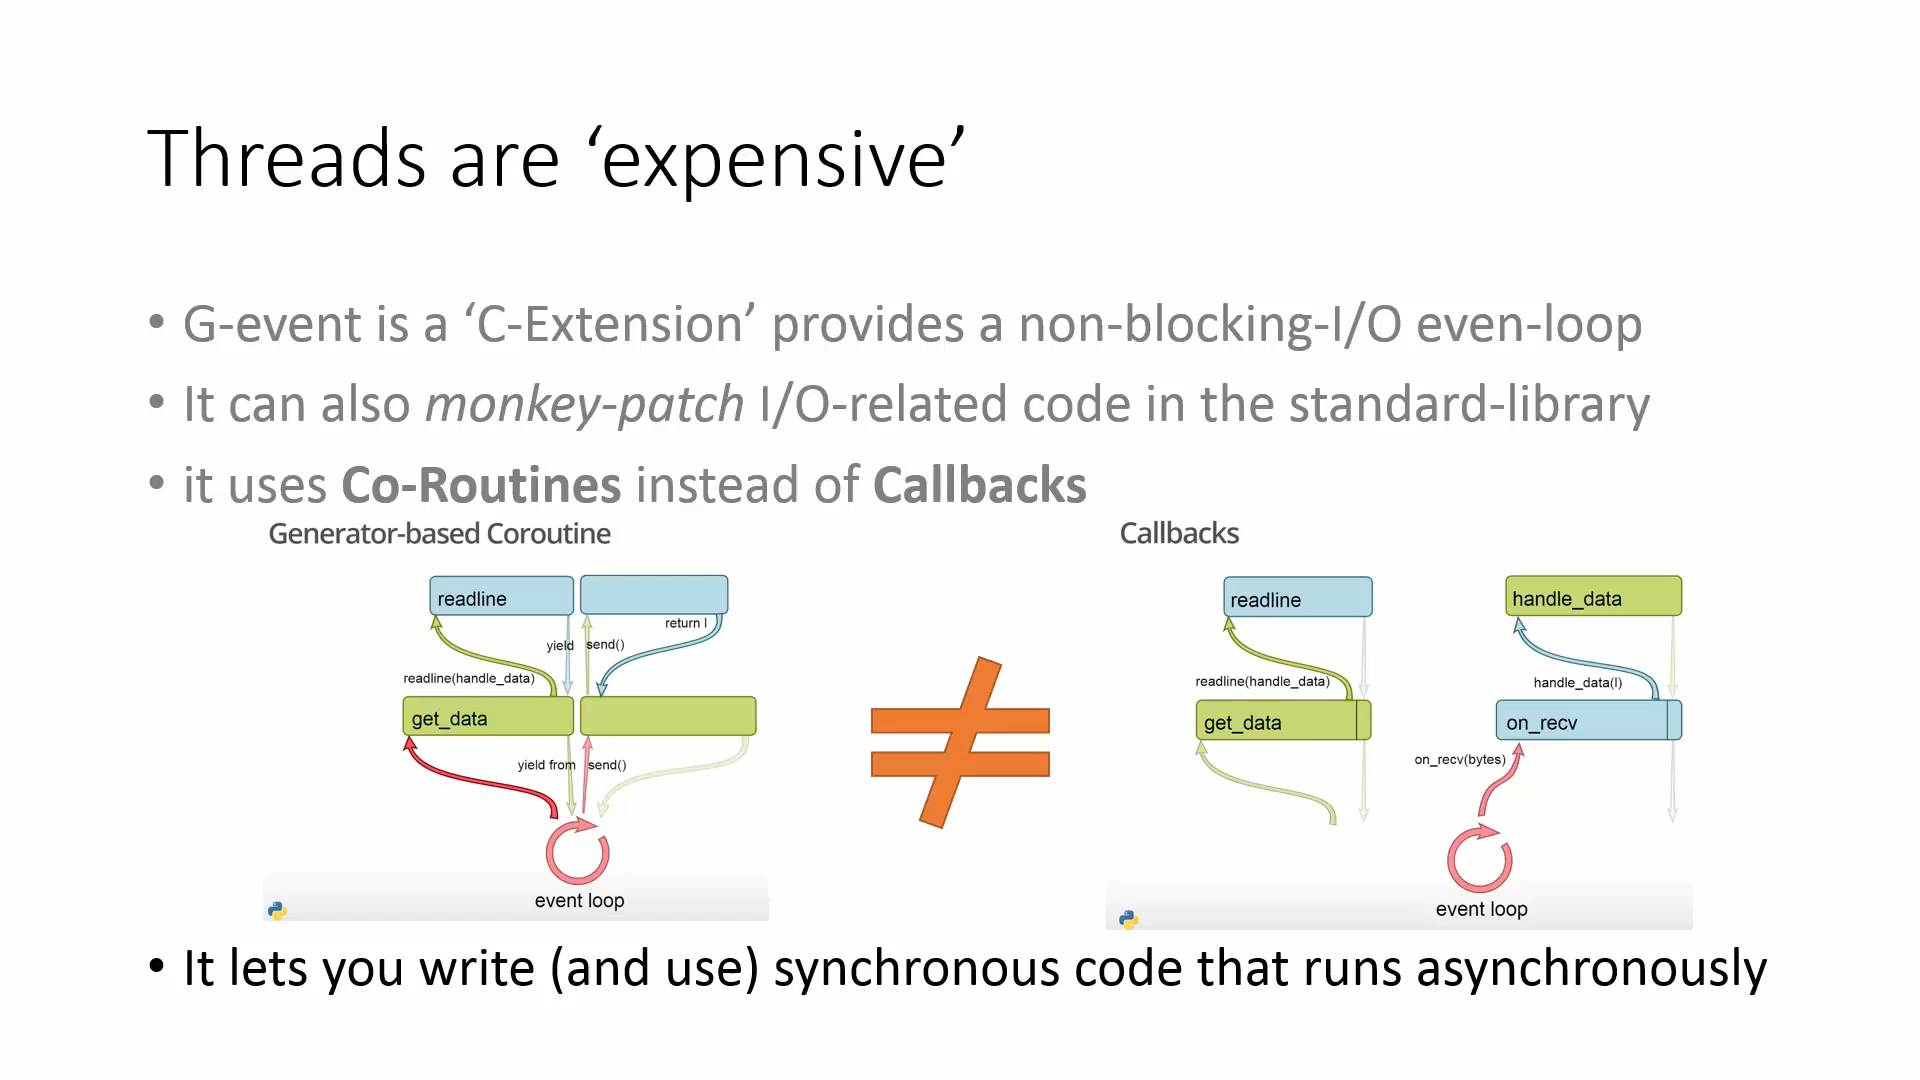 Threads are ‘expensive’
• G-event is a ‘C-Extension’ provides a non-blocking-I/O even-loop
• It can also monkey-patch I/O-related code in the standard-library
• it uses Co-Routines instead of Callbacks
Generator-based Coroutine
readline
return l
yield send()
readline(handle_data)
get_data
yield from send()
event loop
≠
Callbacks
readline
handle_data
readline(handle_data)
handle_data(l)
get_data
on_recv
on_recv(bytes)
event loop
• It lets you write (and use) synchronous code that runs asynchronously